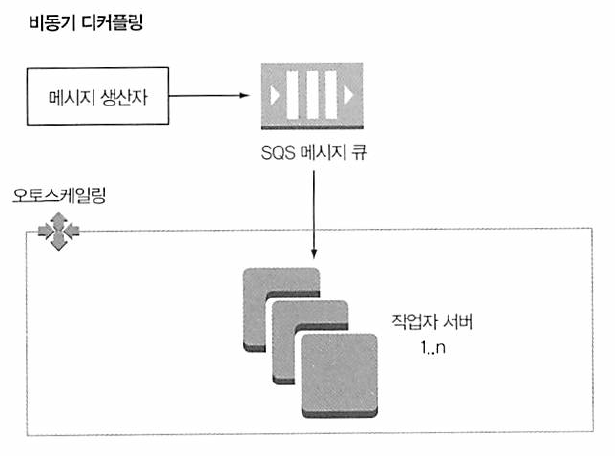 비동기 디커플링
메시지 생산자
SQS 메시지 큐
오토스케일링
직업자 서버
1..n